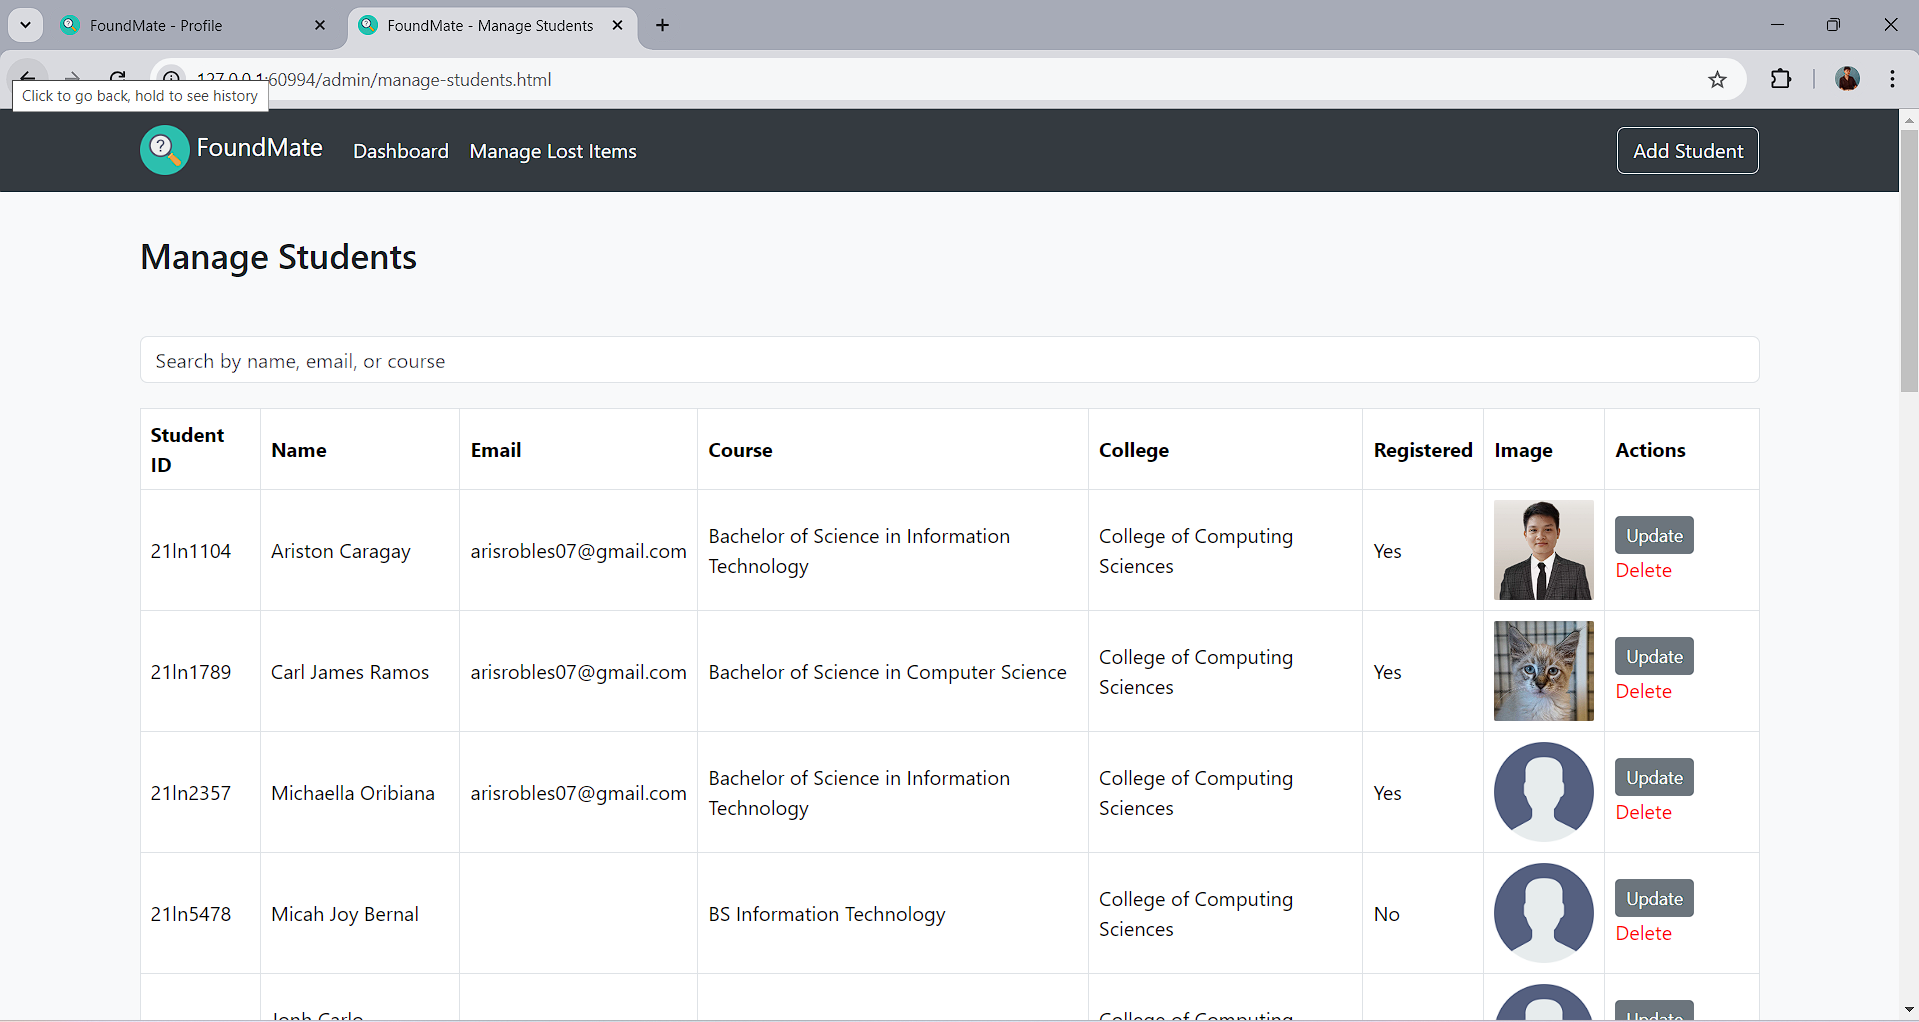 FoundMate - Profile
FoundMate - Manage Students
127.0.0.1:60994/admin/manage-students.html
Click to go back, hold to see history
FoundMate
Dashboard
Manage Lost Items
Add Student
Manage Students
Search by name, email, or course
Student ID
Name
Email
Course
College
Registered
Image
Actions
21ln1104
Ariston Caragay
arisrobles07@gmail.com
Bachelor of Science in Information
Technology
College of Computing
Sciences
Yes
Update
Delete
21ln1789
Carl James Ramos
arisrobles07@gmail.com
Bachelor of Science in Computer Science
College of Computing
Sciences
Yes
Update
Delete
21ln2357
Michaella Oribiana
arisrobles07@gmail.com
Bachelor of Science in Information
Technology
College of Computing
Sciences
Yes
Update
Delete
21ln5478
Micah Joy Bernal
BS Information Technology
College of Computing
Sciences
No
Update
Delete
Jonh Carlo
College of Computing
Update